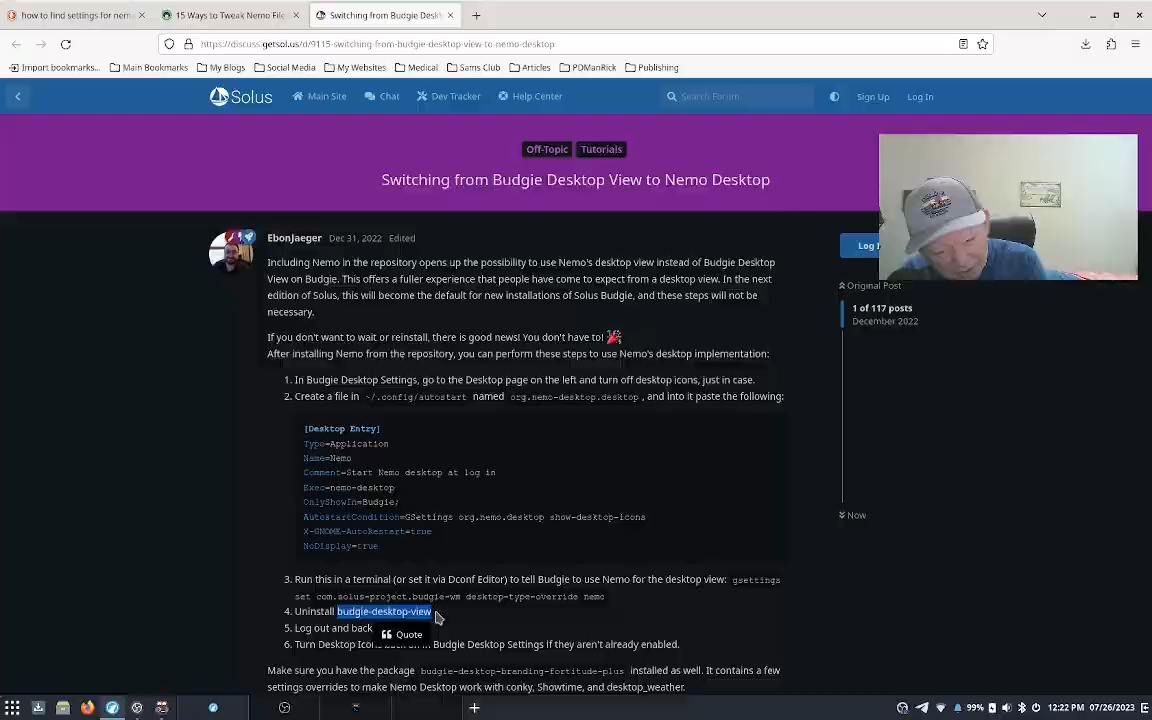 how to find settings for nem
15 Ways to Tweak Nemo File
Switching from Budgie Deskt
https://discuss.getsol.us/d/9115-switching-from-budgie-desktop-view-to-nemo-desktop
Import bookmarks...
Main Bookmarks
My Blogs
Social Media
My Websites
Medical
Sams Club
Articles
PDManRick
Publishing
Solus
Main Site
Chat
Dev Tracker
Help Center
Search Forum
Sign Up
Log In
Off-Topic
Tutorials
Switching from Budgie Desktop View to Nemo Desktop
EbonJaeger Dec 31, 2022 Edited
Including Nemo in the repository opens up the possibility to use Nemo's desktop view instead of Budgie Desktop
View on Budgie. This offers a fuller experience that people have come to expect from a desktop view. In the next
edition of Solus, this will become the default for new installations of Solus Budgie, and these steps will not be
necessary.
If you don't want to wait or reinstall, there is good news! You don't have to!
After installing Nemo from the repository, you can perform these steps to use Nemo's desktop implementation:
1. In Budgie Desktop Settings, go to the Desktop page on the left and turn off desktop icons, just in case.
2. Create a file in ~/.config/autostart named org.nemo-desktop.desktop, and into it paste the following:
[Desktop Entry]
Type=Application
Name=Nemo
Comment=Start Nemo desktop at log in
Exec=nemo-desktop
OnlyShowIn=Budgie;
AutostartCondition=GSettings org.nemo.desktop show-desktop-icons
X-GNOME-AutoRestart=true
NoDisplay=true
3. Run this in a terminal (or set it via Dconf Editor) to tell Budgie to use Nemo for the desktop view: gsettings
set com.solus-project.budgie-wm desktop-type-override nemo
4. Uninstall budgie-desktop-view
5. Log out and back
Quote
6. Turn Desktop Icons back on in Budgie Desktop Settings if they aren't already enabled.
Make sure you have the package budgie-desktop-branding-fortitude-plus installed as well. It contains a few
settings overrides to make Nemo Desktop work with conky, Showtime, and desktop_weather.
Log I
Original Post
1 of 117 posts
December 2022
Now
99%
12:22 PM 07/26/2023